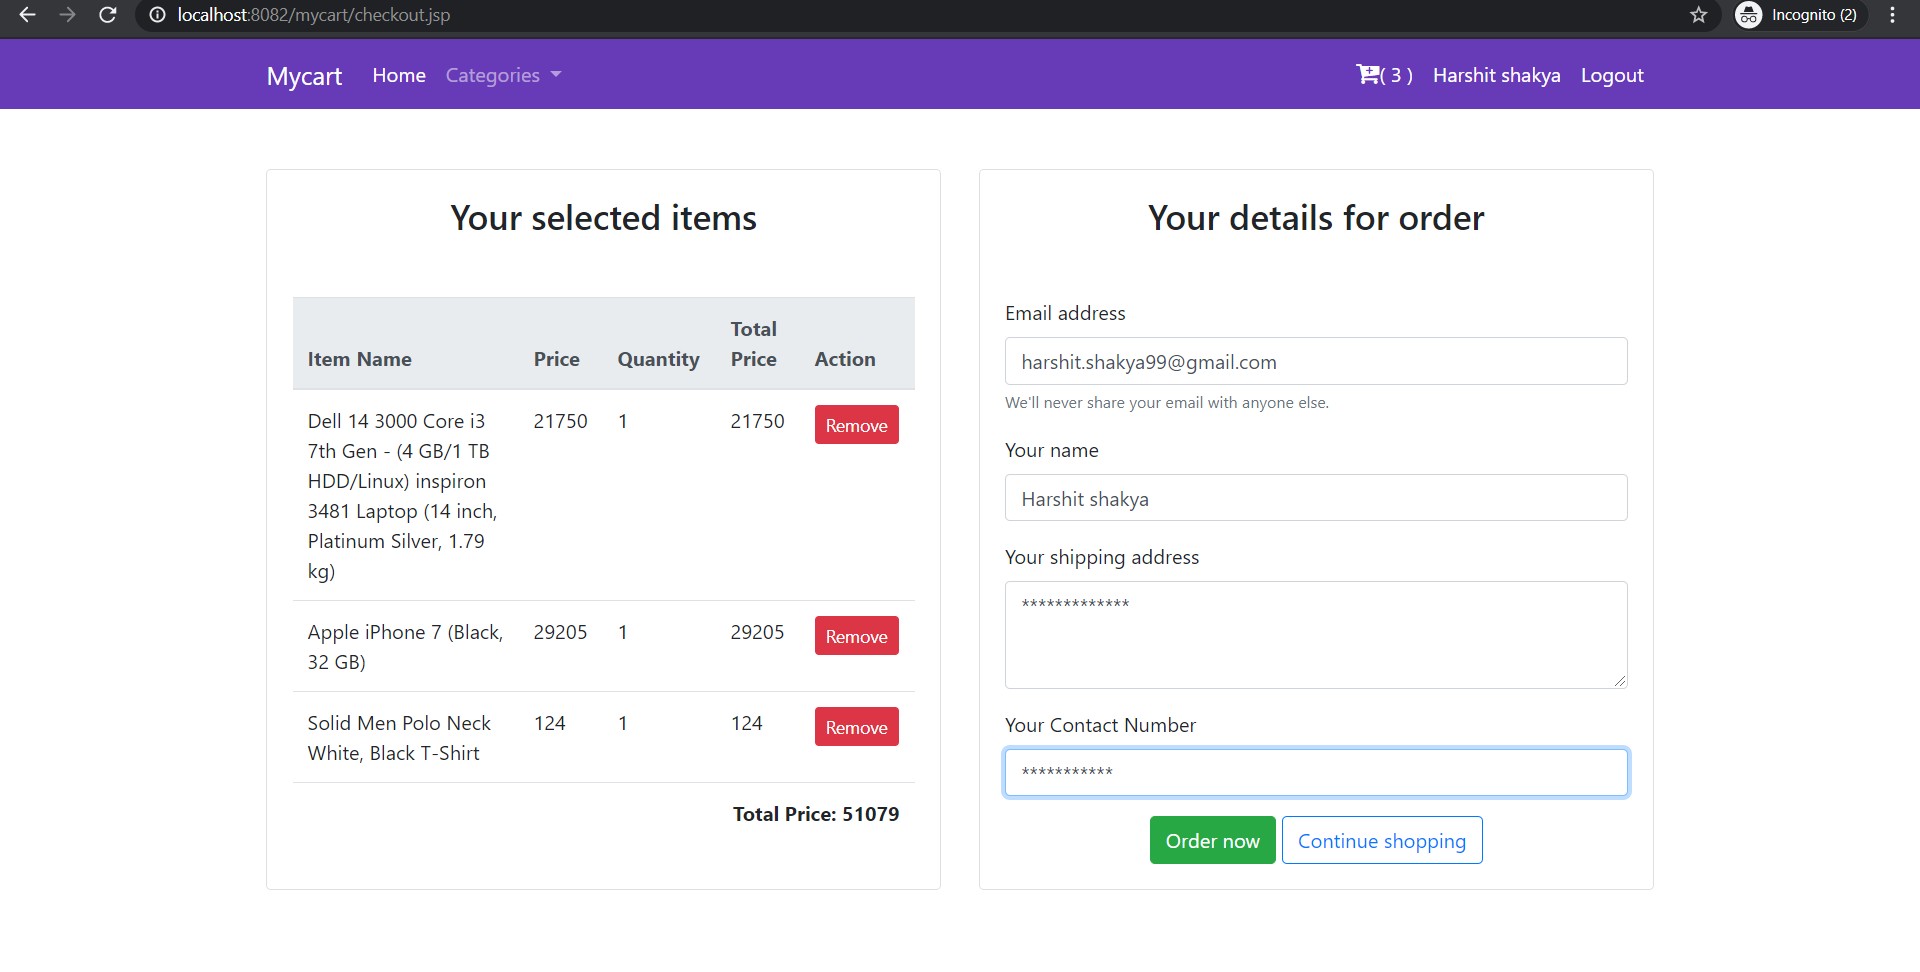 localhost:8082/mycart/checkout.jsp
Incognito (2)
Mycart Home Categories
( 3 ) Harshit shakya Logout
Your selected items
Item Name Price Quantity Total Price Action
Dell 14 3000 Core i3 21750 1 21750 Remove
7th Gen - (4 GB/1 TB
HDD/Linux) inspiron
3481 Laptop (14 inch,
Platinum Silver, 1.79
kg)
Apple iPhone 7 (Black, 29205 1 29205 Remove
32 GB)
Solid Men Polo Neck 124 1 124 Remove
White, Black T-Shirt
Total Price: 51079
Your details for order
Email address
harshit.shakya99@gmail.com
We'll never share your email with anyone else.
Your name
Harshit shakya
Your shipping address
*************
Your Contact Number
***********
Order now Continue shopping